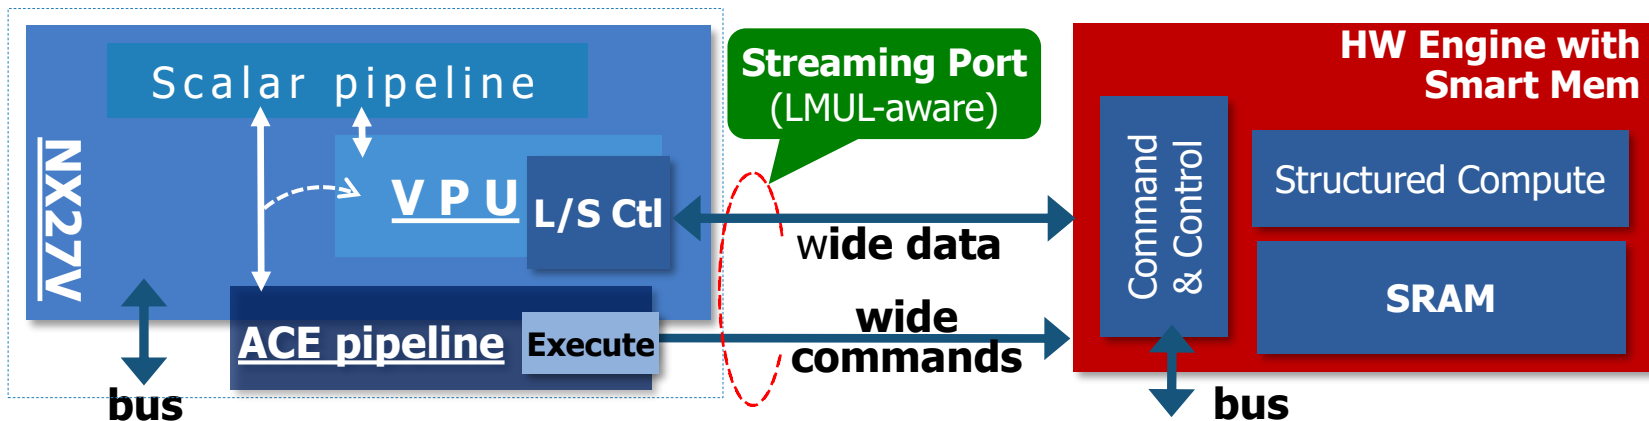 Scalar pipeline
NX27V
VPU
L/S Ctl
ACE pipeline
Execute
bus
Streaming Port
(LMUL-aware)
wide data
wide
commands
HW Engine with
Smart Mem
Command
& Control
Structured Compute
SRAM
bus